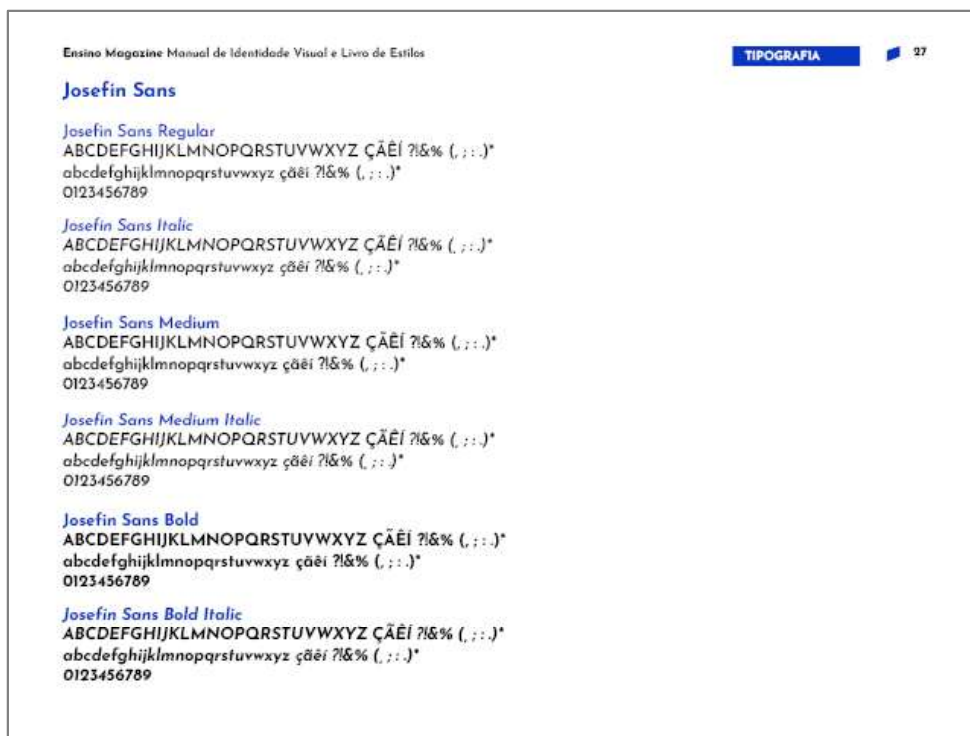 Ensino Magazine Manual de Identidade Visual e Livro de Estilos
TIPOGRAFIA
27
Josefin Sans
Josefin Sans Regular
ABCDEFGHIJKLMNOPQRSTUVWXYZ ÇÃÊÍ ?!&% (, ; : .)*
abcdefghijklmnopqrstuvwxyz çãêí ?!&% (, ; : .)*
0123456789
Josefin Sans Italic
ABCDEFGHIJKLMNOPQRSTUVWXYZ ÇÃÊÍ ?!&% (, ; : .)*
abcdefghijklmnopqrstuvwxyz çãêí ?!&% (, ; : .)*
0123456789
Josefin Sans Medium
ABCDEFGHIJKLMNOPQRSTUVWXYZ ÇÃÊÍ ?!&% (, ; : .)*
abcdefghijklmnopqrstuvwxyz çãêí ?!&% (, ; : .)*
0123456789
Josefin Sans Medium Italic
ABCDEFGHIJKLMNOPQRSTUVWXYZ ÇÃÊÍ ?!&% (, ; : .)*
abcdefghijklmnopqrstuvwxyz çãêí ?!&% (, ; : .)*
0123456789
Josefin Sans Bold
ABCDEFGHIJKLMNOPQRSTUVWXYZ ÇÃÊÍ ?!&% (, ; : .)*
abcdefghijklmnopqrstuvwxyz çãêí ?!&% (, ; : .)*
0123456789
Josefin Sans Bold Italic
ABCDEFGHIJKLMNOPQRSTUVWXYZ ÇÃÊÍ ?!&% (, ; : .)*
abcdefghijklmnopqrstuvwxyz çãêí ?!&% (, ; : .)*
0123456789